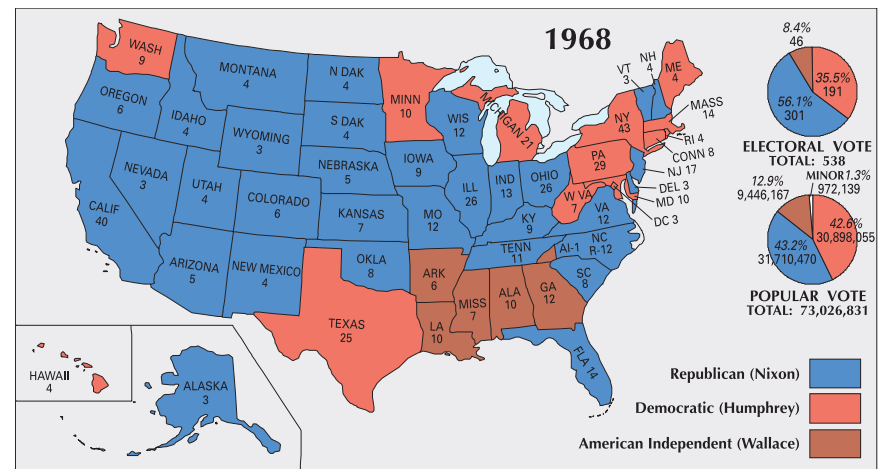 1968
WASH
9
OREGON
6
CALIF
40
NEVADA
3
IDAHO
4
MONTANA
4
WYOMING
3
UTAH
4
COLORADO
6
ARIZONA
5
NEW MEXICO
4
N DAK
4
S DAK
4
NEBRASKA
5
KANSAS
7
OKLA
8
TEXAS
25
MINN
10
IOWA
9
MO
12
ARK
6
LA
10
WIS
12
ILL
26
MICHIGAN 21
IND
13
OHIO
26
KY
9
TENN
11
MISS
7
ALA
10
GA
12
FLA 14
SC
8
AI-1
NC
R-12
VA
12
W VA
7
PA
29
NY
43
VT
3
NH
4
ME
4
MASS
14
RI 4
CONN 8
NJ 17
DEL 3
MD 10
DC 3
HAWAII
4
ALASKA
3
8.4%
46
35.5%
191
56.1%
301
ELECTORAL VOTE
TOTAL: 538
MINOR 1.3%
972,139
12.9%
9,446,167
42.6%
30,898,055
43.2%
31,710,470
POPULAR VOTE
TOTAL: 73,026,831
Republican (Nixon)
Democratic (Humphrey)
American Independent (Wallace)